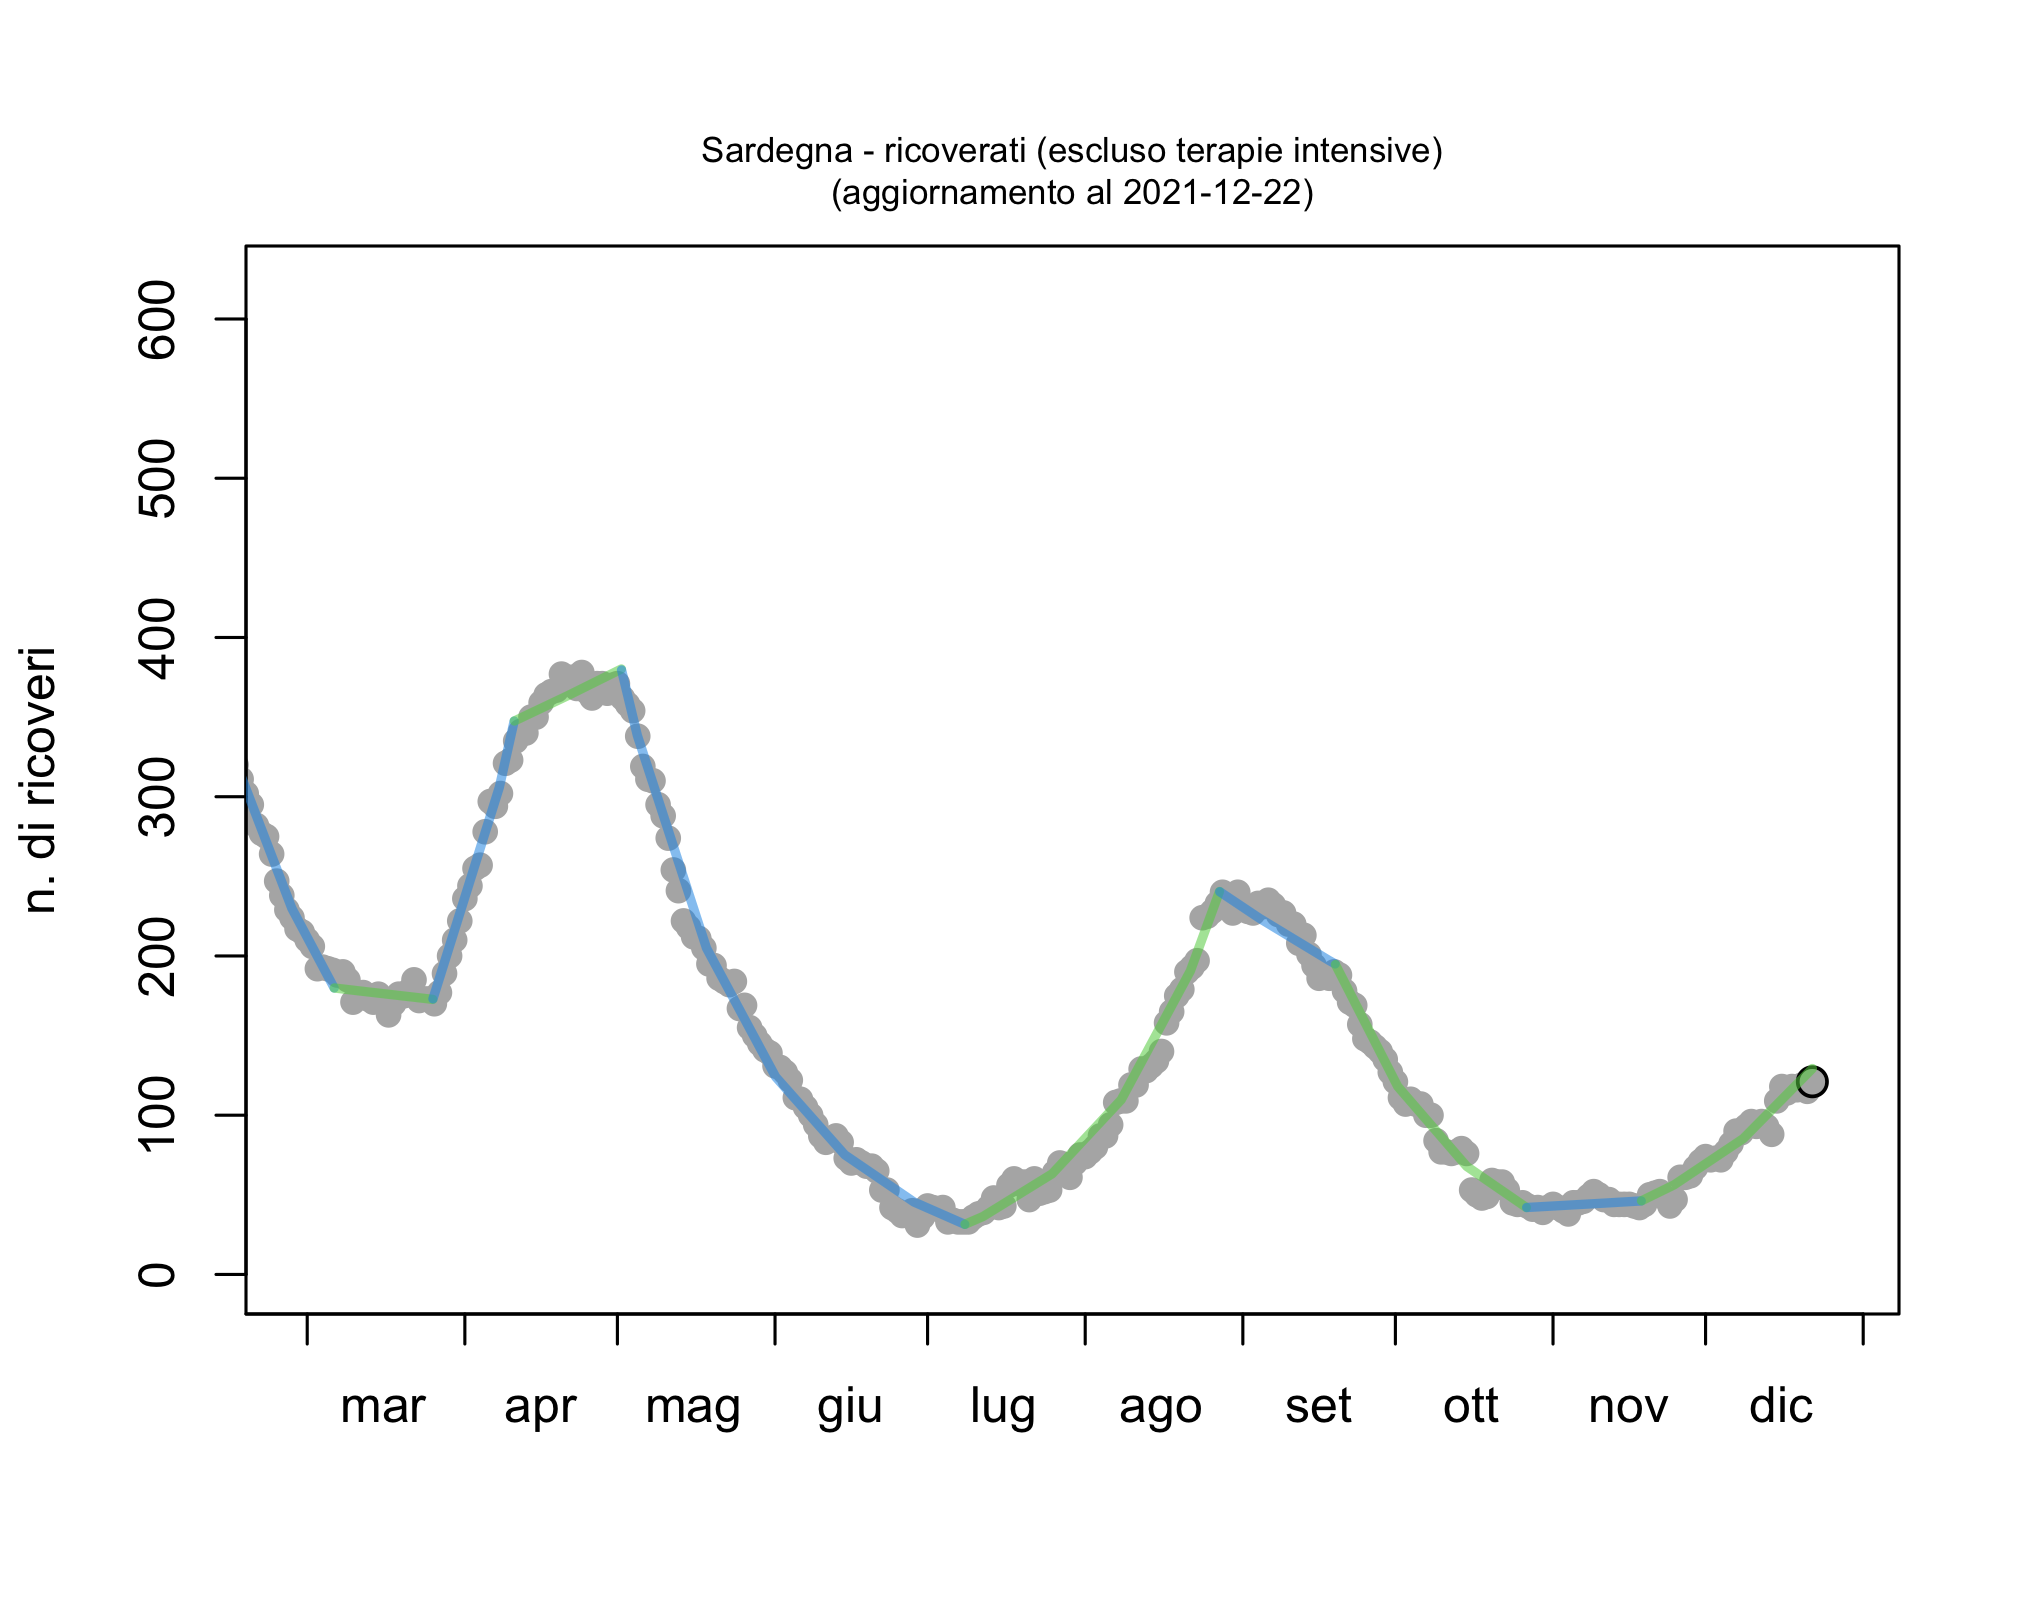 Sardegna - ricoverati (escluso terapie intensive)
(aggiornamento al 2021-12-22)
n. di ricoveri
600
500
400
300
200
100
0
mar apr mag giu lug ago set ott nov dic